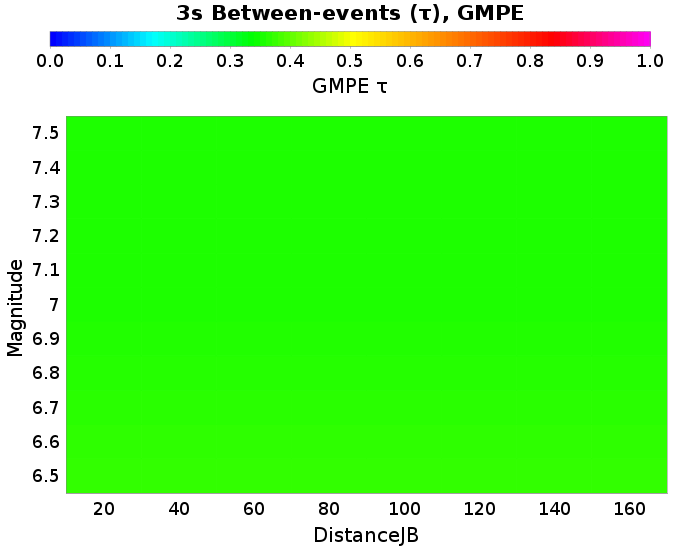 3s Between-events (τ), GMPE
0.0 0.1 0.2 0.3 0.4 0.5 0.6 0.7 0.8 0.9 1.0
GMPE τ
7.5
7.4
7.3
7.2
7.1
7
6.9
6.8
6.7
6.6
6.5
Magnitude
20 40 60 80 100 120 140 160
DistanceJB